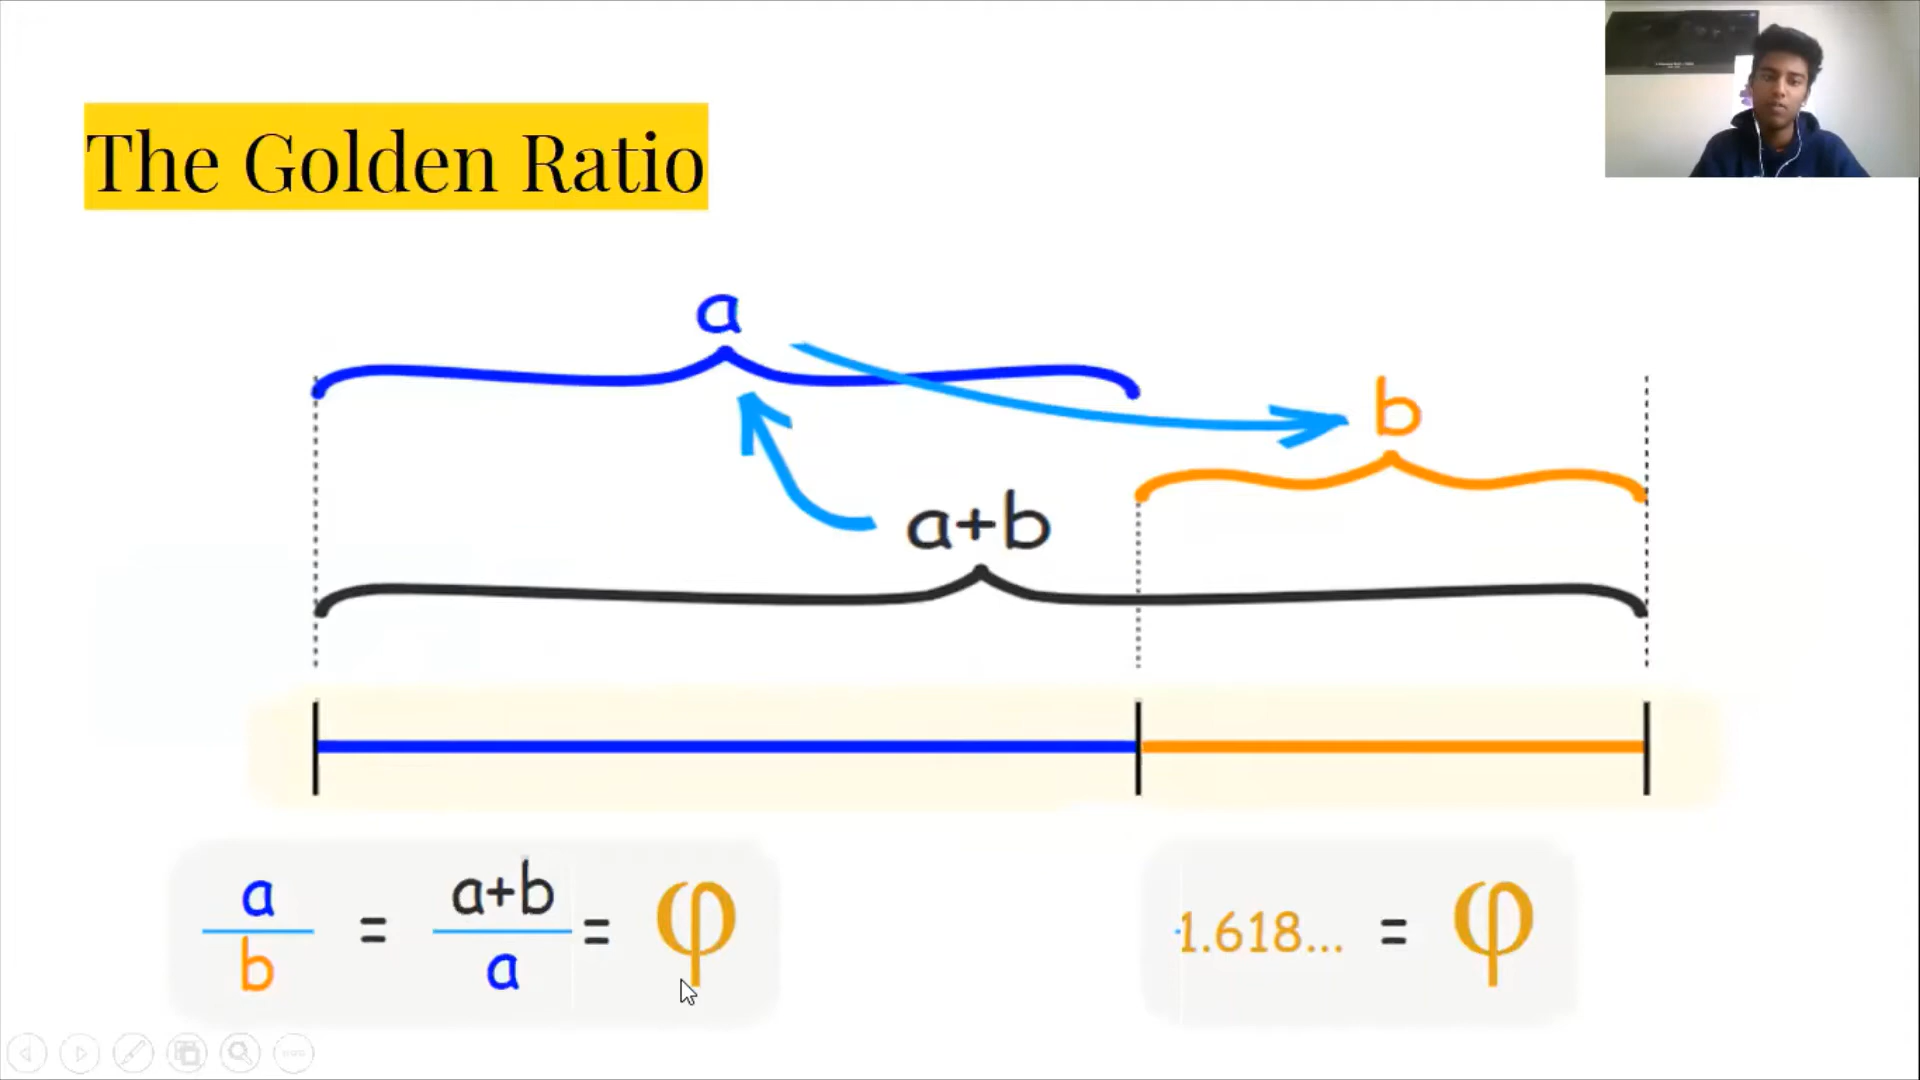 The Golden Ratio
a
b
a+b
a/b = a+b/a = φ
1.618... = φ